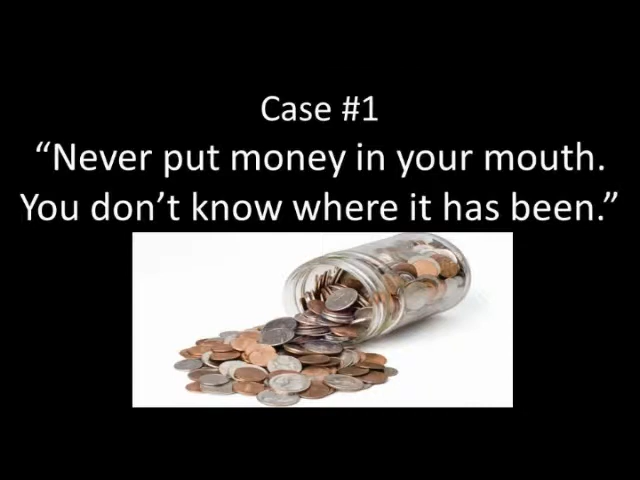 Case #1
“Never put money in your mouth.
You don’t know where it has been.”